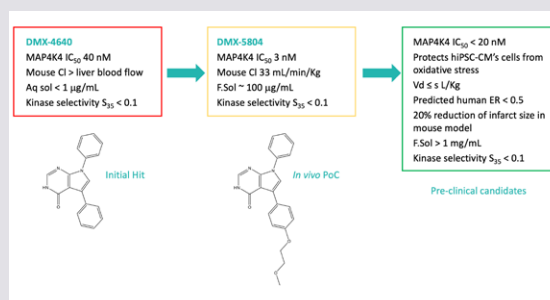 DMX-4640
MAP4K4 IC50 40 nM
Mouse Cl > liver blood flow
Aq sol < 1 µg/mL
Kinase selectivity S35 < 0.1
Initial Hit
N
N
HN
N
O
DMX-5804
MAP4K4 IC50 3 nM
Mouse Cl 33 mL/min/Kg
F.Sol ~ 100 µg/mL
Kinase selectivity S35 < 0.1
In vivo PoC
N
N
HN
O
O
O
MAP4K4 IC50 < 20 nM
Protects hiPSC-CM's cells from
oxidative stress
Vd ≤ s L/Kg
Predicted human ER < 0.5
20% reduction of infarct size in
mouse model
F.Sol > 1 mg/mL
Kinase selectivity S35 < 0.1
Pre-clinical candidates